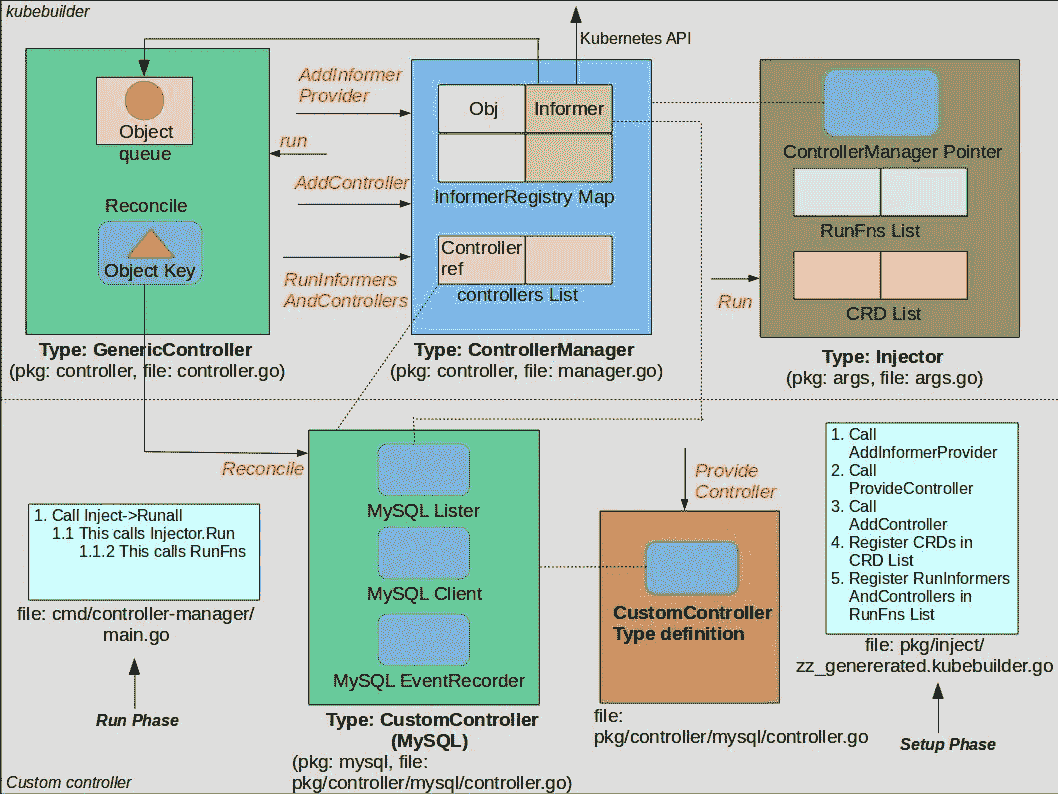 kubebuilder
Kubernetes API
Object
queue
Reconcile
Object Key
Type: GenericController
(pkg: controller, file: controller.go)
AddInformer
Provider
run
AddController
RunInformers
AndControllers
Obj
Informer
InformerRegistry Map
Controller
ref
controllers List
Type: ControllerManager
(pkg: controller, file: manager.go)
Run
ControllerManager Pointer
RunFns List
CRD List
Type: Injector
(pkg: args, file: args.go)
Reconcile
1. Call Inject->Runall
1.1 This calls Injector.Run
1.1.2 This calls RunFns
file: cmd/controller-manager/
main.go
Run Phase
MySQL Lister
MySQL Client
MySQL EventRecorder
Type: CustomController
(MySQL)
(pkg: mysql, file:
pkg/controller/mysql/controller.go)
Provide
Controller
CustomController
Type definition
file:
pkg/controller/mysql/controller.go
1. Call
AddInformerProvider
2. Call
ProvideController
3. Call
AddController
4. Register CRDs in
CRD List
5. Register RunInformers
AndControllers in
RunFns List
file: pkg/inject/
zz_genererated.kubebuilder.go
Setup Phase
Custom controller